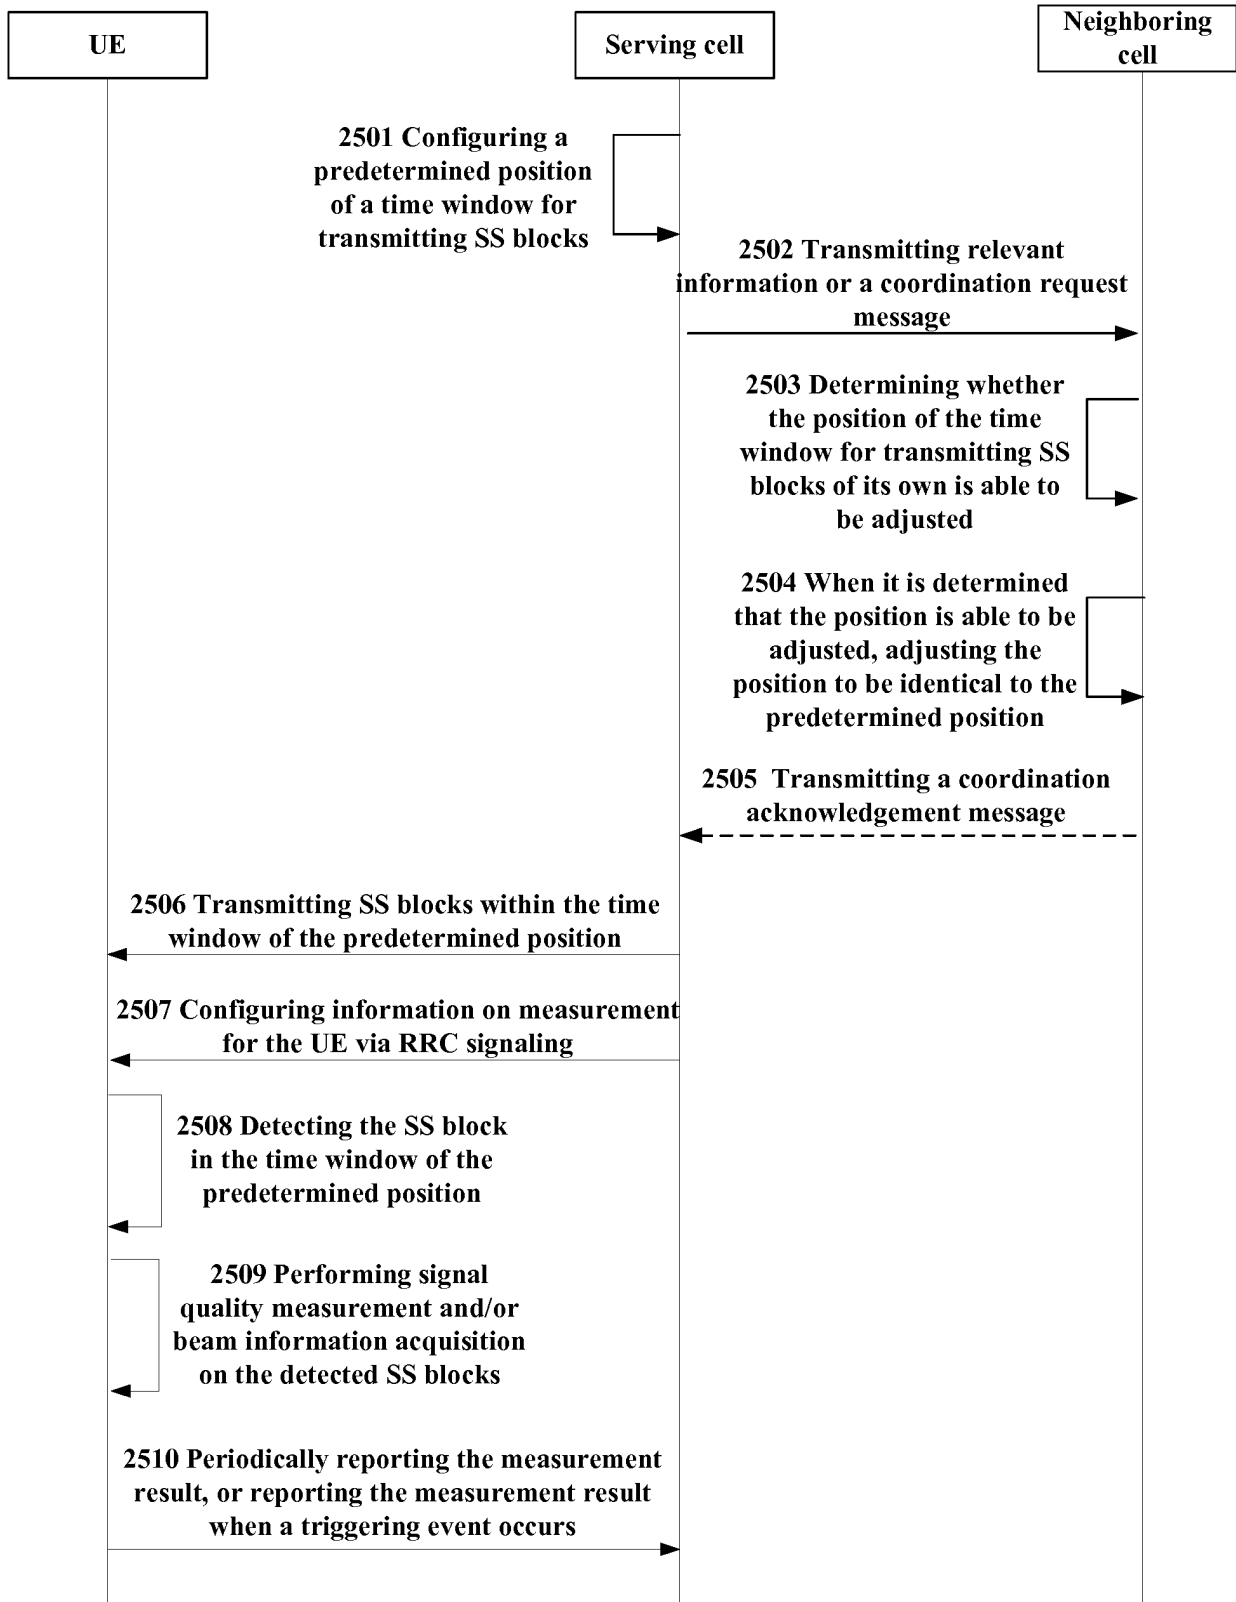 UE
Serving cell
Neighboring
cell
2501 Configuring a
predetermined position
of a time window for
transmitting SS blocks
2502 Transmitting relevant
information or a coordination request
message
2503 Determining whether
the position of the time
window for transmitting SS
blocks of its own is able to
be adjusted
2504 When it is determined
that the position is able to be
adjusted, adjusting the
position to be identical to the
predetermined position
2505 Transmitting a coordination
acknowledgement message
2506 Transmitting SS blocks within the time
window of the predetermined position
2507 Configuring information on measurement
for the UE via RRC signaling
2508 Detecting the SS block
in the time window of the
predetermined position
2509 Performing signal
quality measurement and/or
beam information acquisition
on the detected SS blocks
2510 Periodically reporting the measurement
result, or reporting the measurement result
when a triggering event occurs